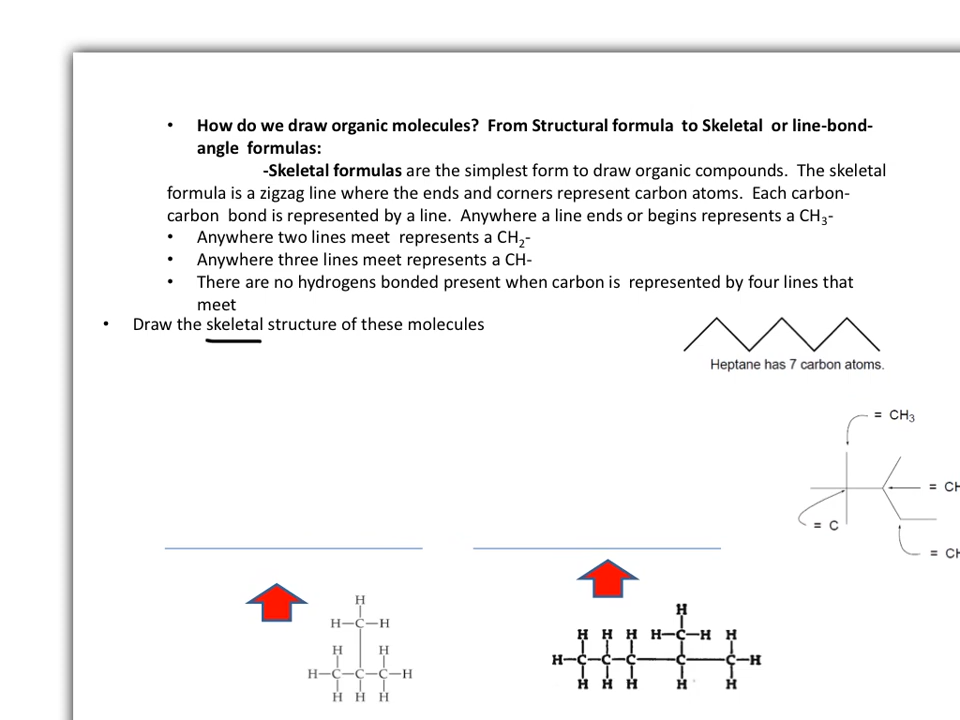 • How do we draw organic molecules? From Structural formula to Skeletal or line-bond-
angle formulas:
-Skeletal formulas are the simplest form to draw organic compounds. The skeletal
formula is a zigzag line where the ends and corners represent carbon atoms. Each carbon-
carbon bond is represented by a line. Anywhere a line ends or begins represents a CH₃-
• Anywhere two lines meet represents a CH₂-
• Anywhere three lines meet represents a CH-
• There are no hydrogens bonded present when carbon is represented by four lines that
meet
• Draw the skeletal structure of these molecules
Heptane has 7 carbon atoms.
= CH₃
= CH
= C
= CH
H
H–C–H
H H
H–C–C–C–H
H H H
H
H H H H–C–H H
H–C–C–C–C–C–H
H H H H H